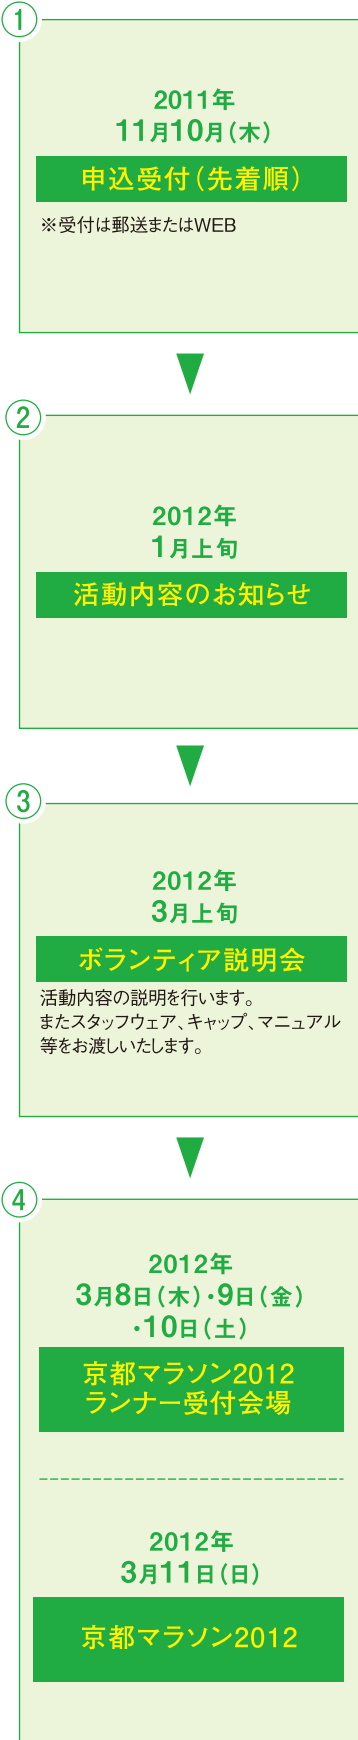 ①
2011年
11月10月（木）
申込受付（先着順）
※受付は郵送またはWEB
②
2012年
1月上旬
活動内容のお知らせ
③
2012年
3月上旬
ボランティア説明会
活動内容の説明を行います。
またスタッフウェア、キャップ、マニュアル
等をお渡しいたします。
④
2012年
3月8日（木）・9日（金）
・10日（土）
京都マラソン2012
ランナー受付会場
2012年
3月11日（日）
京都マラソン2012